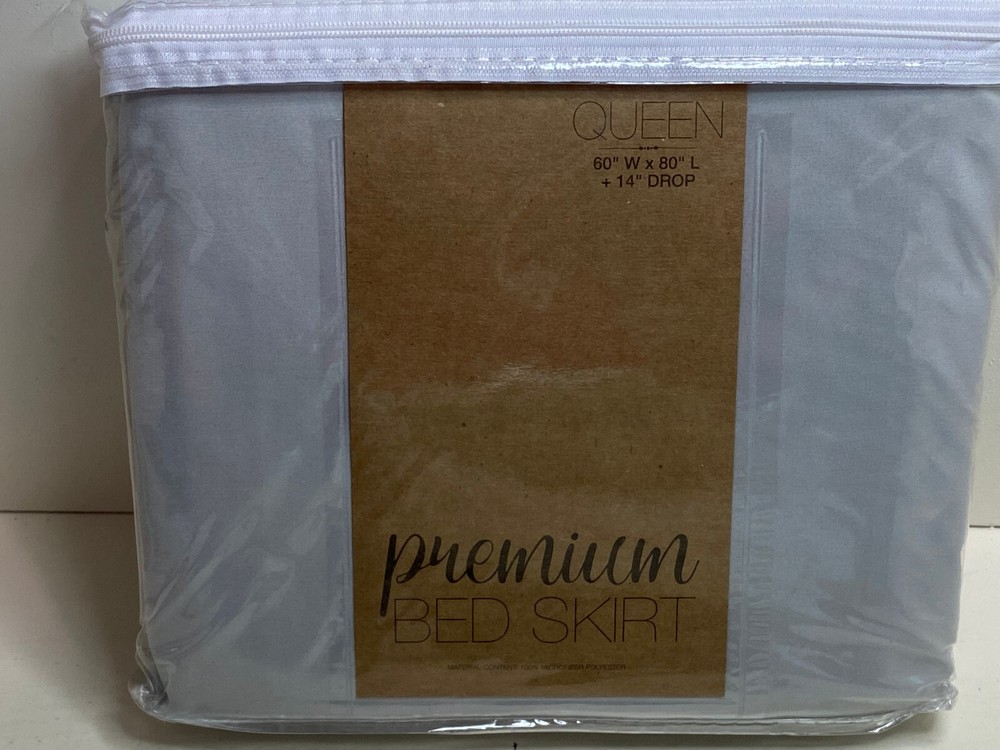 QUEEN
60" W x 80" L
+ 14" DROP
premium
BED SKIRT
MATERIAL CONTENT: 100% MICROFIBER POLYESTER